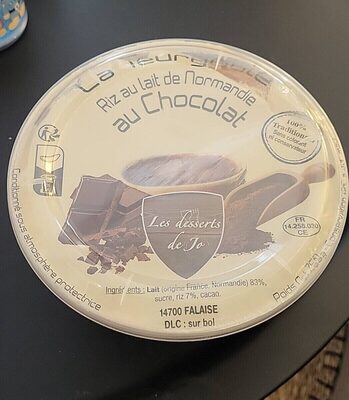 La Teurgoule
Riz au lait de Normandie
au Chocolat
100%
Traditionnel
Sans colorant
et conservateur
Conditionné sous atmosphère protectrice
Les desserts
de Jo
FR
14.258.030
CE
Ingrédients : Lait (origine France, Normandie) 83%,
sucre, riz 7%, cacao.
14700 FALAISE
DLC : sur bol
Poids